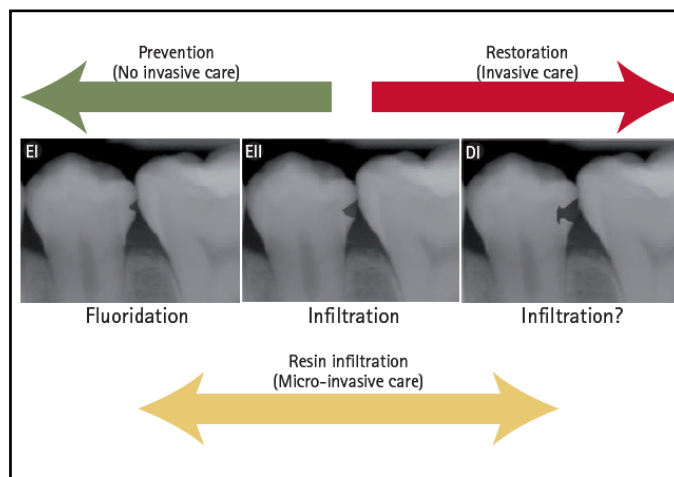 Prevention
(No invasive care)
Restoration
(Invasive care)
EI
EII
DI
Fluoridation
Infiltration
Infiltration?
Resin infiltration
(Micro-invasive care)